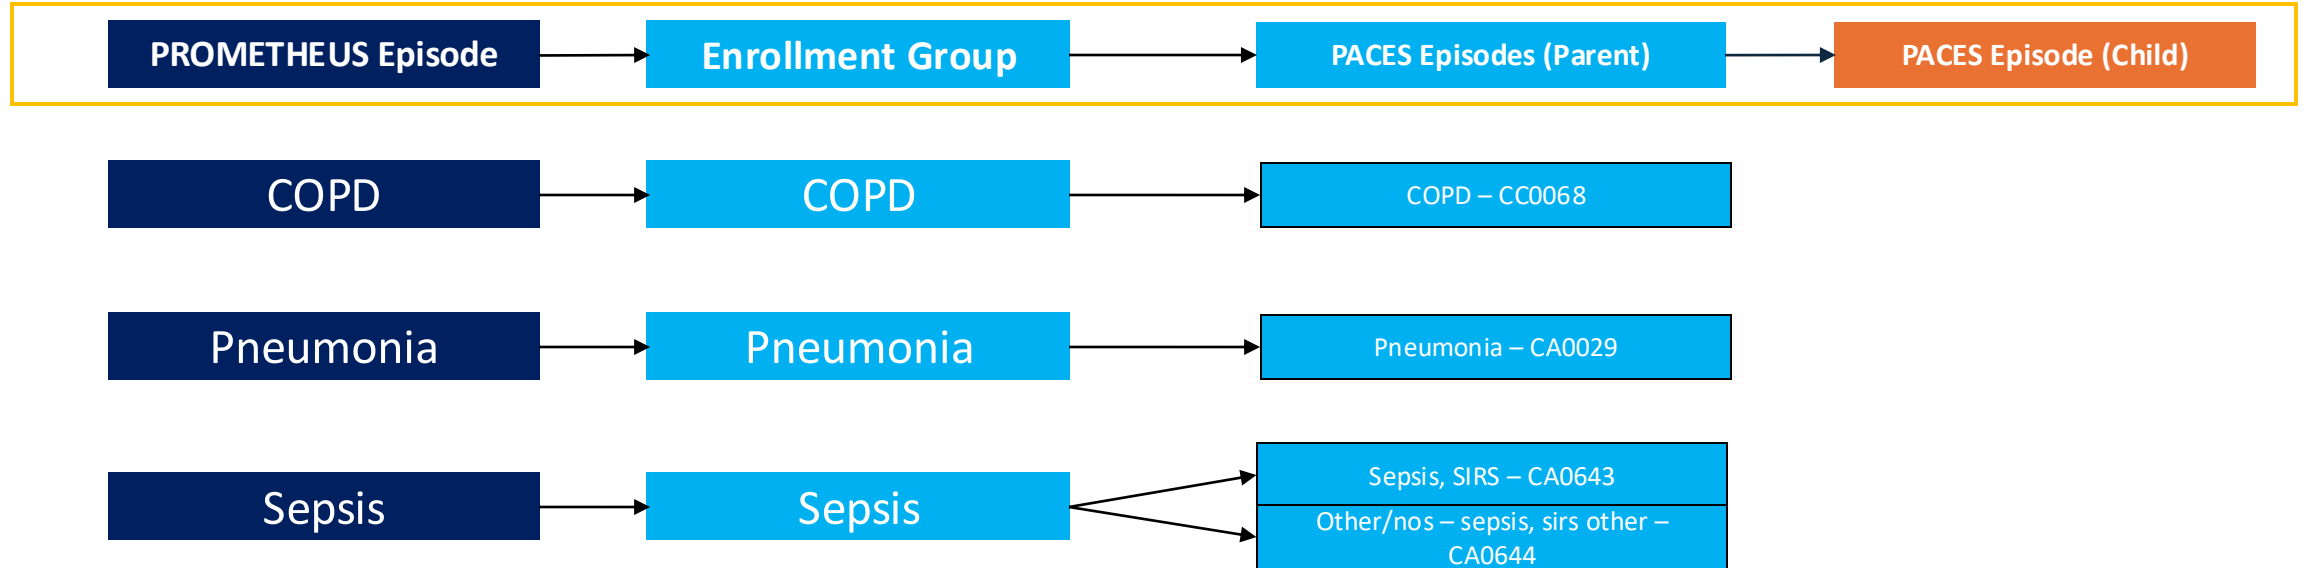 PROMETHEUS Episode
Enrollment Group
PACES Episodes (Parent)
PACES Episode (Child)
COPD
COPD
COPD – CC0068
Pneumonia
Pneumonia
Pneumonia – CA0029
Sepsis
Sepsis
Sepsis, SIRS – CA0643
Other/nos – sepsis, sirs other –
CA0644